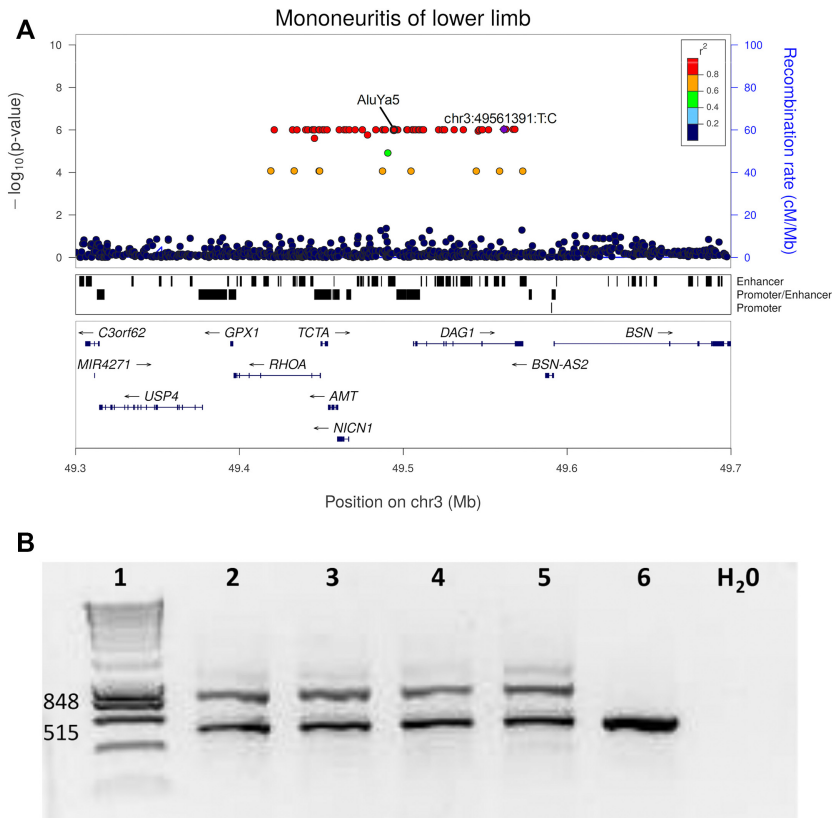 A
Mononeuritis of lower limb
− log10(p-value)
10
8
6
4
2
0
AluYa5
chr3:49561391:T:C
r2
0.8
0.6
0.4
0.2
100
80
60
40
20
0
Recombination rate (cM/Mb)
Enhancer
Promoter/Enhancer
Promoter
← C3orf62
← GPX1
TCTA →
DAG1 →
BSN →
MIR4271 →
← RHOA
← BSN-AS2
← USP4
← AMT
← NICN1
49.3
49.4
49.5
49.6
49.7
Position on chr3 (Mb)
B
1 2 3 4 5 6 H20
848
515